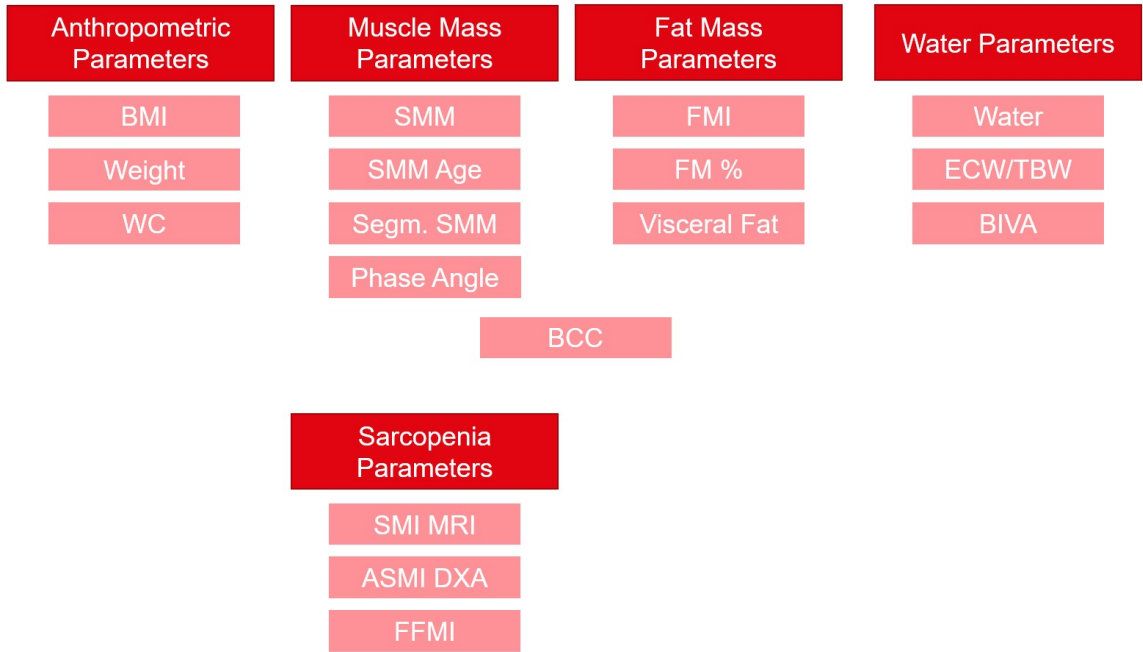 Anthropometric
Parameters
BMI
Weight
WC
Muscle Mass
Parameters
SMM
SMM Age
Segm. SMM
Phase Angle
Fat Mass
Parameters
FMI
FM %
Visceral Fat
BCC
Water Parameters
Water
ECW/TBW
BIVA
Sarcopenia
Parameters
SMI MRI
ASMI DXA
FFMI